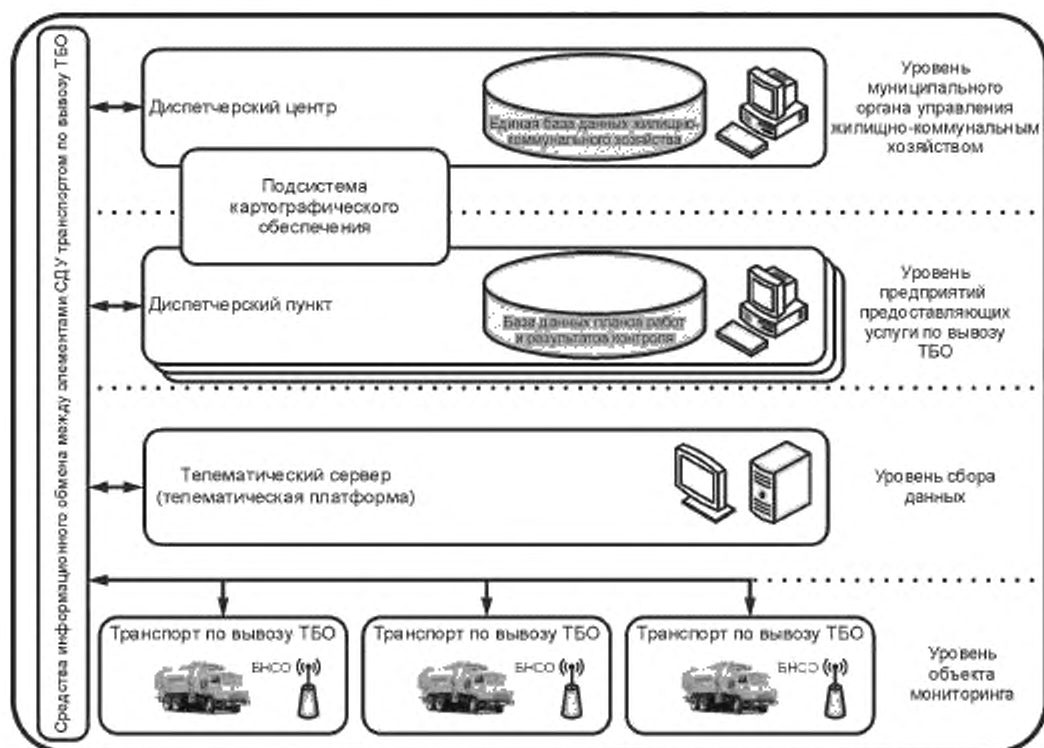 Средства информационного обмена между элементами СДУ транспортом по вывозу ТБО
Диспетчерский центр
Единая база данных жилищно-
коммунального хозяйства
Уровень
муниципального
органа управления
жилищно-коммунальным
хозяйством
Подсистема
картографического
обеспечения
Диспетчерский пункт
База данных планов работ
и результатов контроля
Уровень
предприятий
предоставляющих
услуги по вывозу
ТБО
Телематический сервер
(телематическая платформа)
Уровень сбора
данных
Транспорт по вывозу ТБО
БНСО
Транспорт по вывозу ТБО
БНСО
Транспорт по вывозу ТБО
БНСО
Уровень
объекта
мониторинга